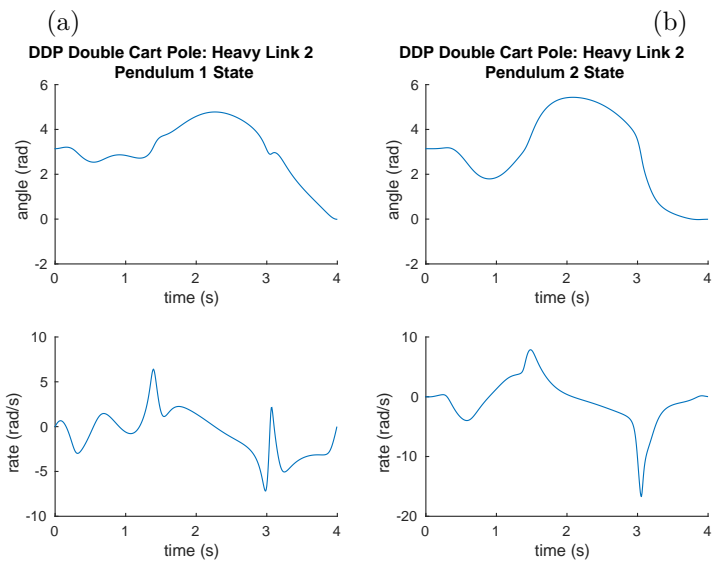 (a)
DDP Double Cart Pole: Heavy Link 2
Pendulum 1 State
6
4
2
0
-2
angle (rad)
0 1 2 3 4
time (s)
10
5
0
-5
-10
rate (rad/s)
0 1 2 3 4
time (s)
(b)
DDP Double Cart Pole: Heavy Link 2
Pendulum 2 State
6
4
2
0
-2
angle (rad)
0 1 2 3 4
time (s)
10
0
-10
-20
rate (rad/s)
0 1 2 3 4
time (s)